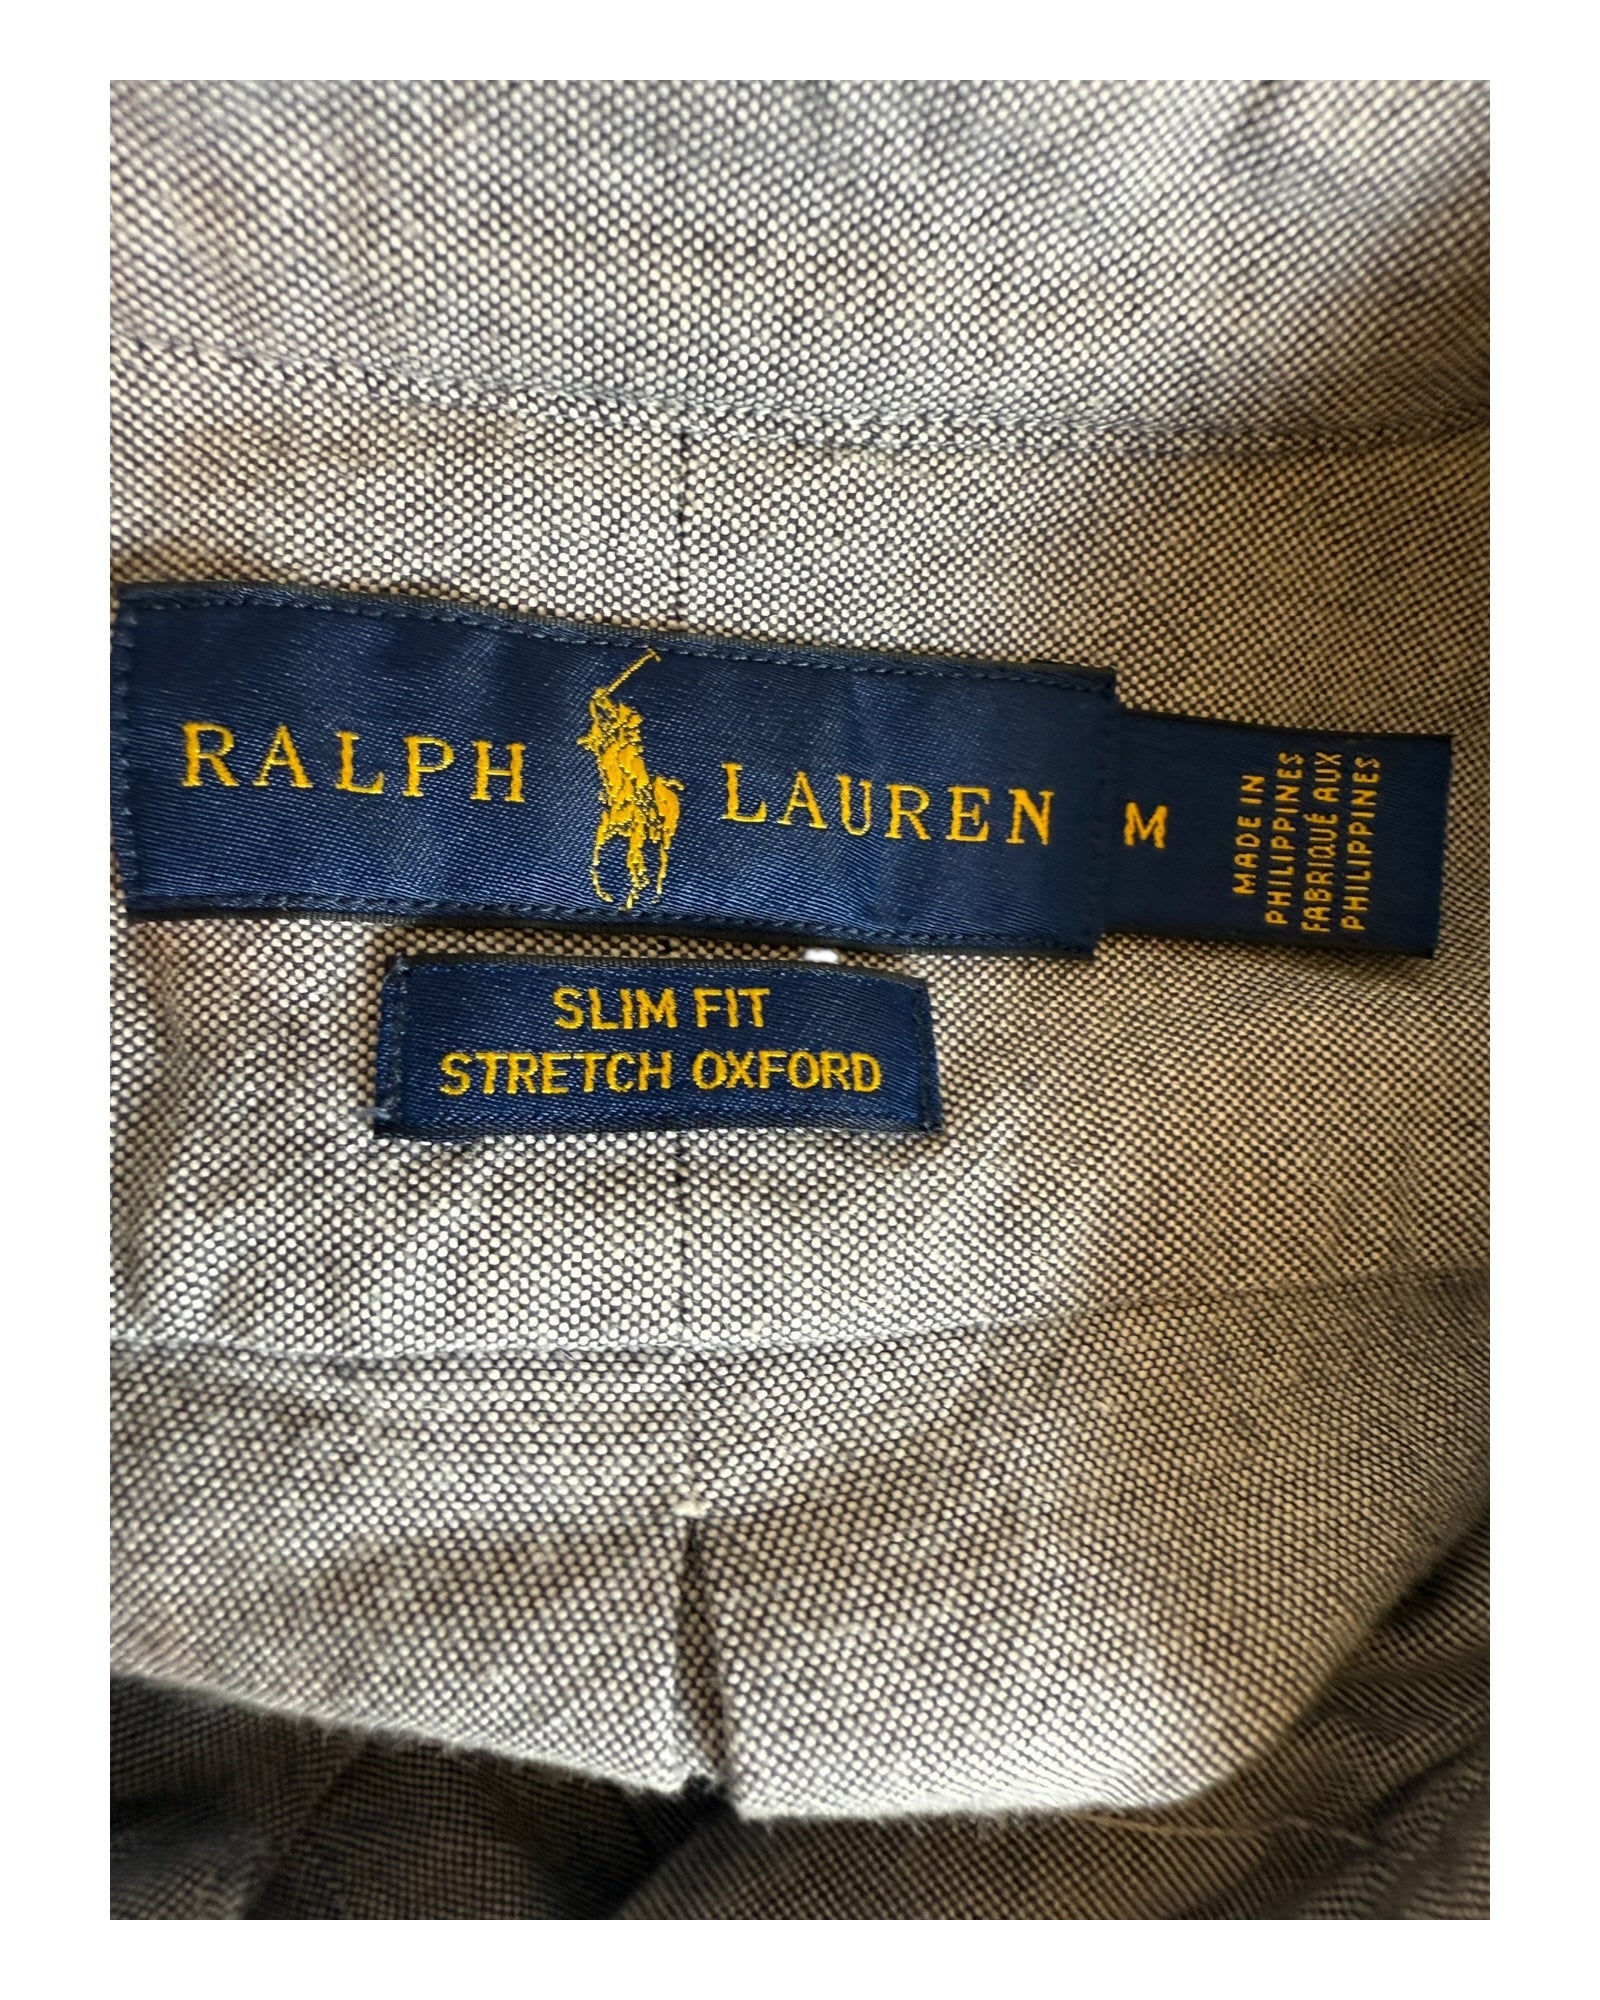 RALPH LAUREN
M
MADE IN
PHILIPPINES
FABRIQUÉ AUX
PHILIPPINES
SLIM FIT
STRETCH OXFORD